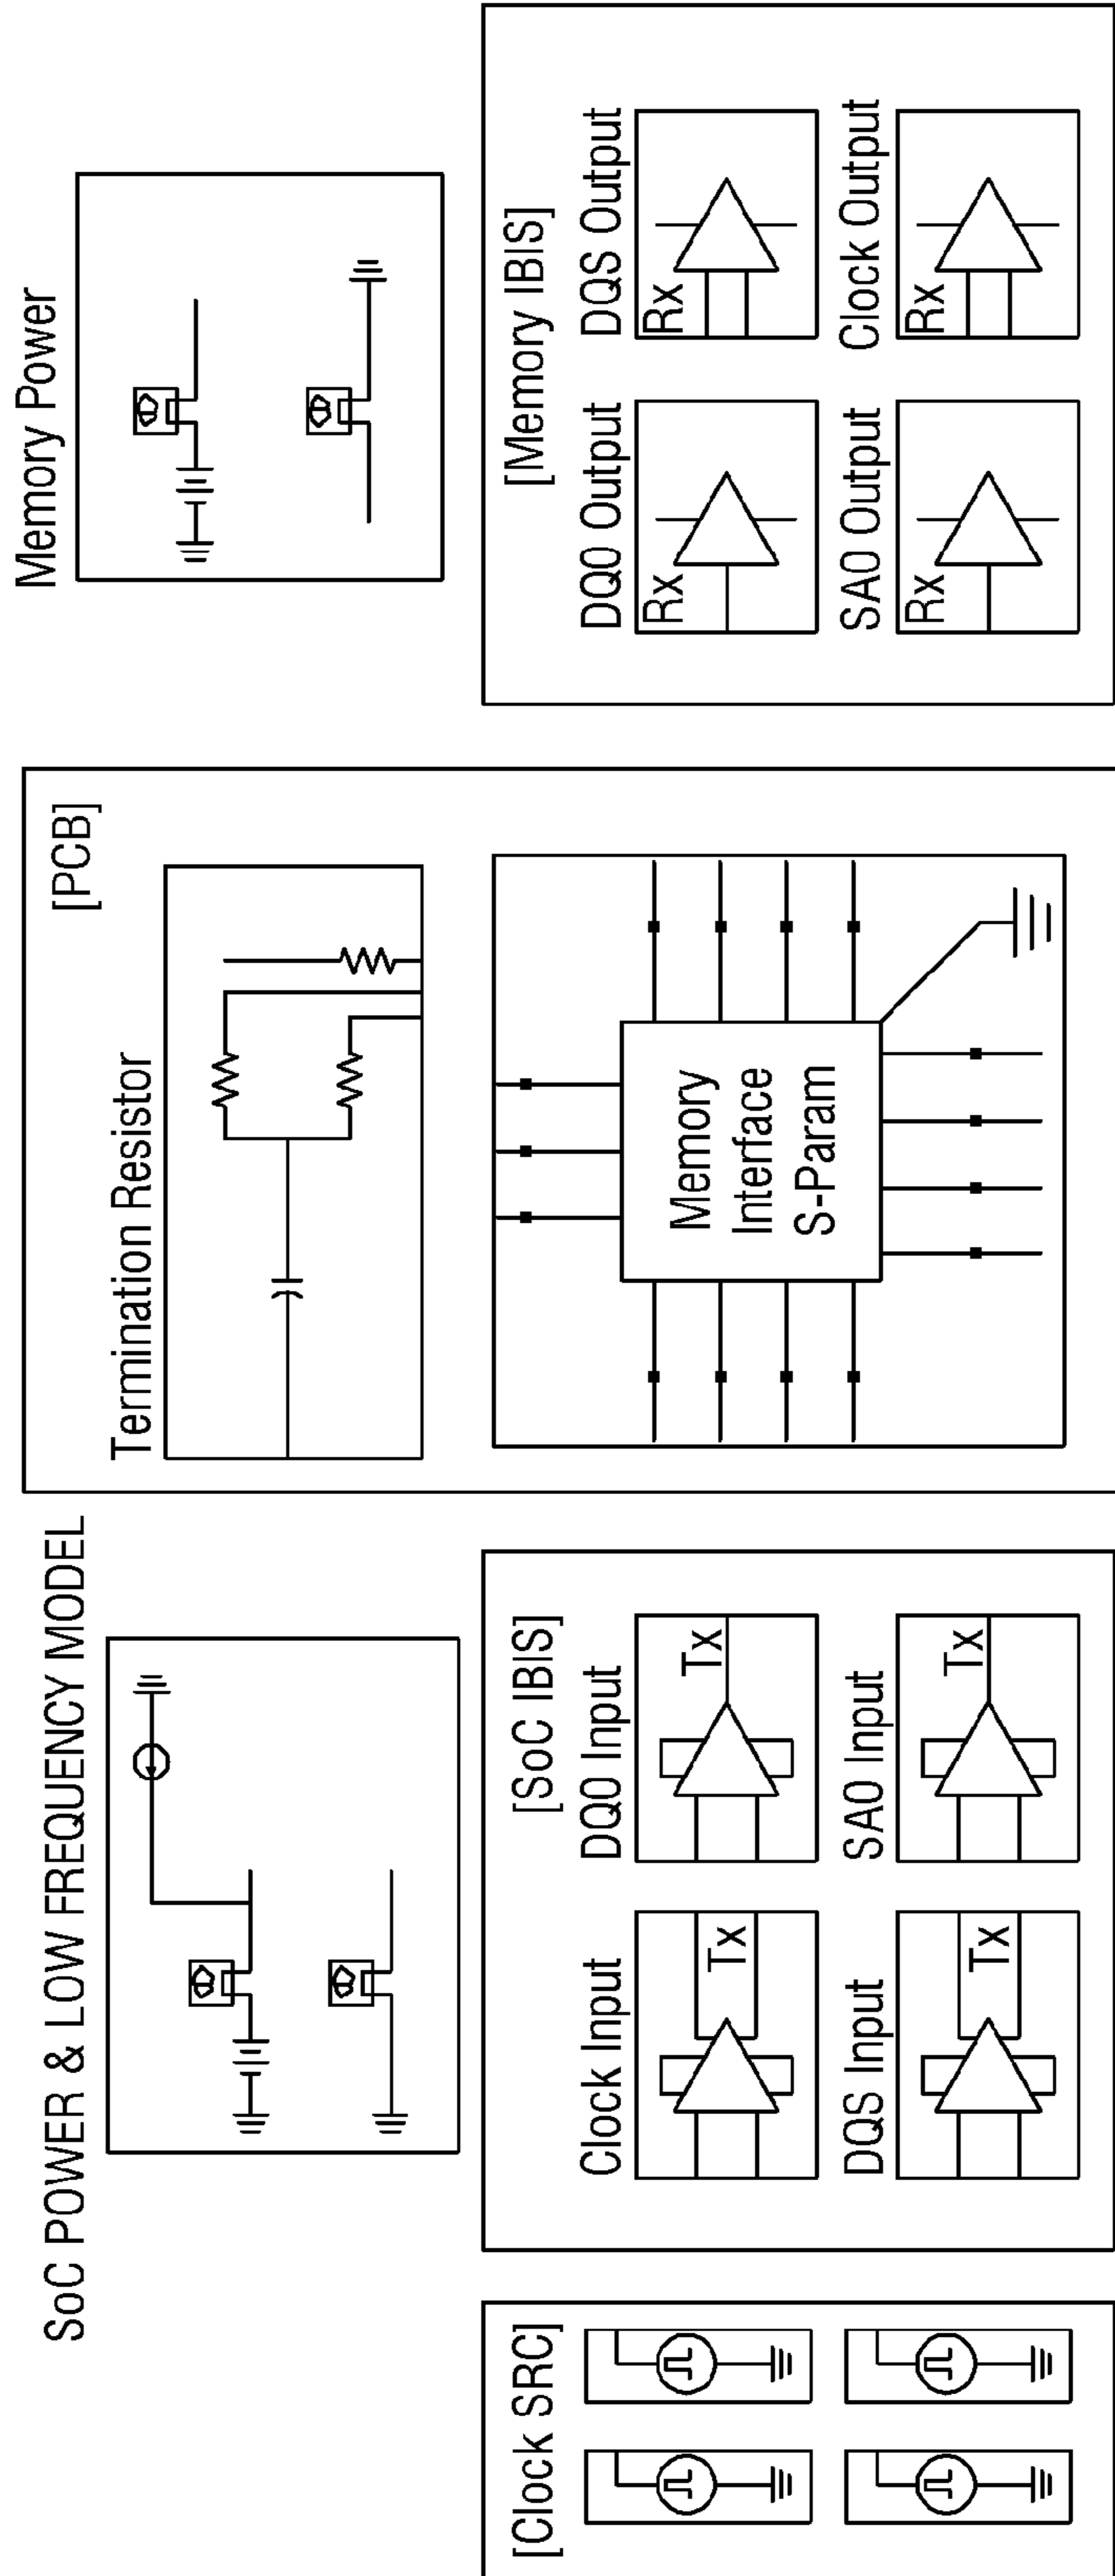 SoC POWER & LOW FREQUENCY MODEL
Memory Power
[PCB]
Termination Resistor
Memory
Interface
S-Param
[Clock SRC]
[SoC IBIS]
Clock Input
Tx
DQ0 Input
Tx
DQS Input
Tx
SA0 Input
Tx
[Memory IBIS]
DQ0 Output
Rx
DQS Output
Rx
SA0 Output
Rx
Clock Output
Rx